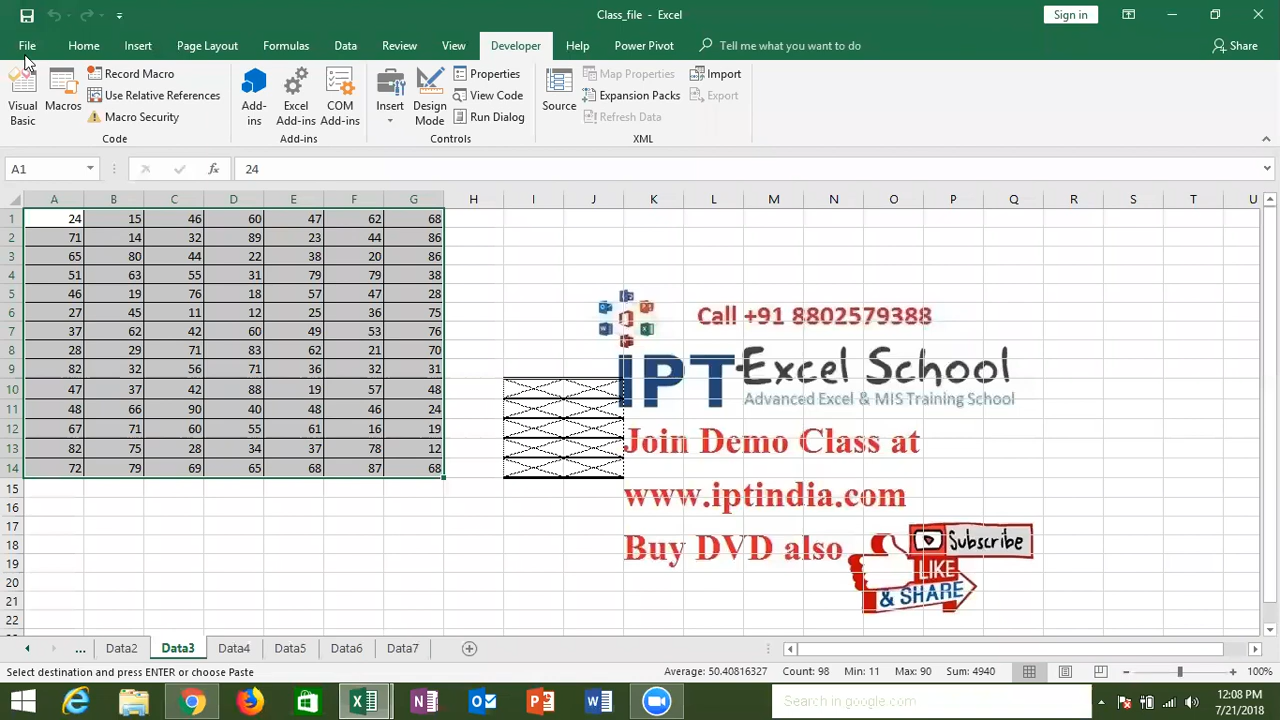 Class_file - Excel
Sign in
File Home Insert Page Layout Formulas Data Review View Developer Help Power Pivot Tell me what you want to do Share
Visual Basic
Macros
Record Macro
Use Relative References
Macro Security
Code
Add-ins
Excel Add-ins
COM Add-ins
Add-ins
Insert
Design Mode
Properties
View Code
Run Dialog
Controls
Source
Map Properties
Expansion Packs
Refresh Data
Import
Export
XML
A1 fx 24
A B C D E F G H I J K L M N O P Q R S T U
1 24 15 46 60 47 62 68
2 71 14 32 89 23 44 86
3 65 80 44 22 38 20 86
4 51 63 55 31 79 79 38
5 46 19 76 18 57 47 28
6 27 45 11 12 25 36 75
7 37 62 42 60 49 53 76
8 28 29 71 83 62 21 70
9 82 32 56 71 36 32 31
10 47 37 42 88 19 57 48
11 48 66 90 40 48 46 24
12 67 71 60 55 61 16 19
13 82 75 28 34 37 78 12
14 72 79 69 65 68 87 68
15
16
17
18
19
20
21
22
Call +91 8802579388
IPT Excel School
Advanced Excel & MIS Training School
Join Demo Class at
www.iptindia.com
Buy DVD also
Subscribe
LIKE
& SHARE
... Data2 Data3 Data4 Data5 Data6 Data7
Select destination and press ENTER or choose Paste Average: 50.40816327 Count: 98 Min: 11 Max: 90 Sum: 4940 100%
Search in google.com
12:08 PM
7/21/2018